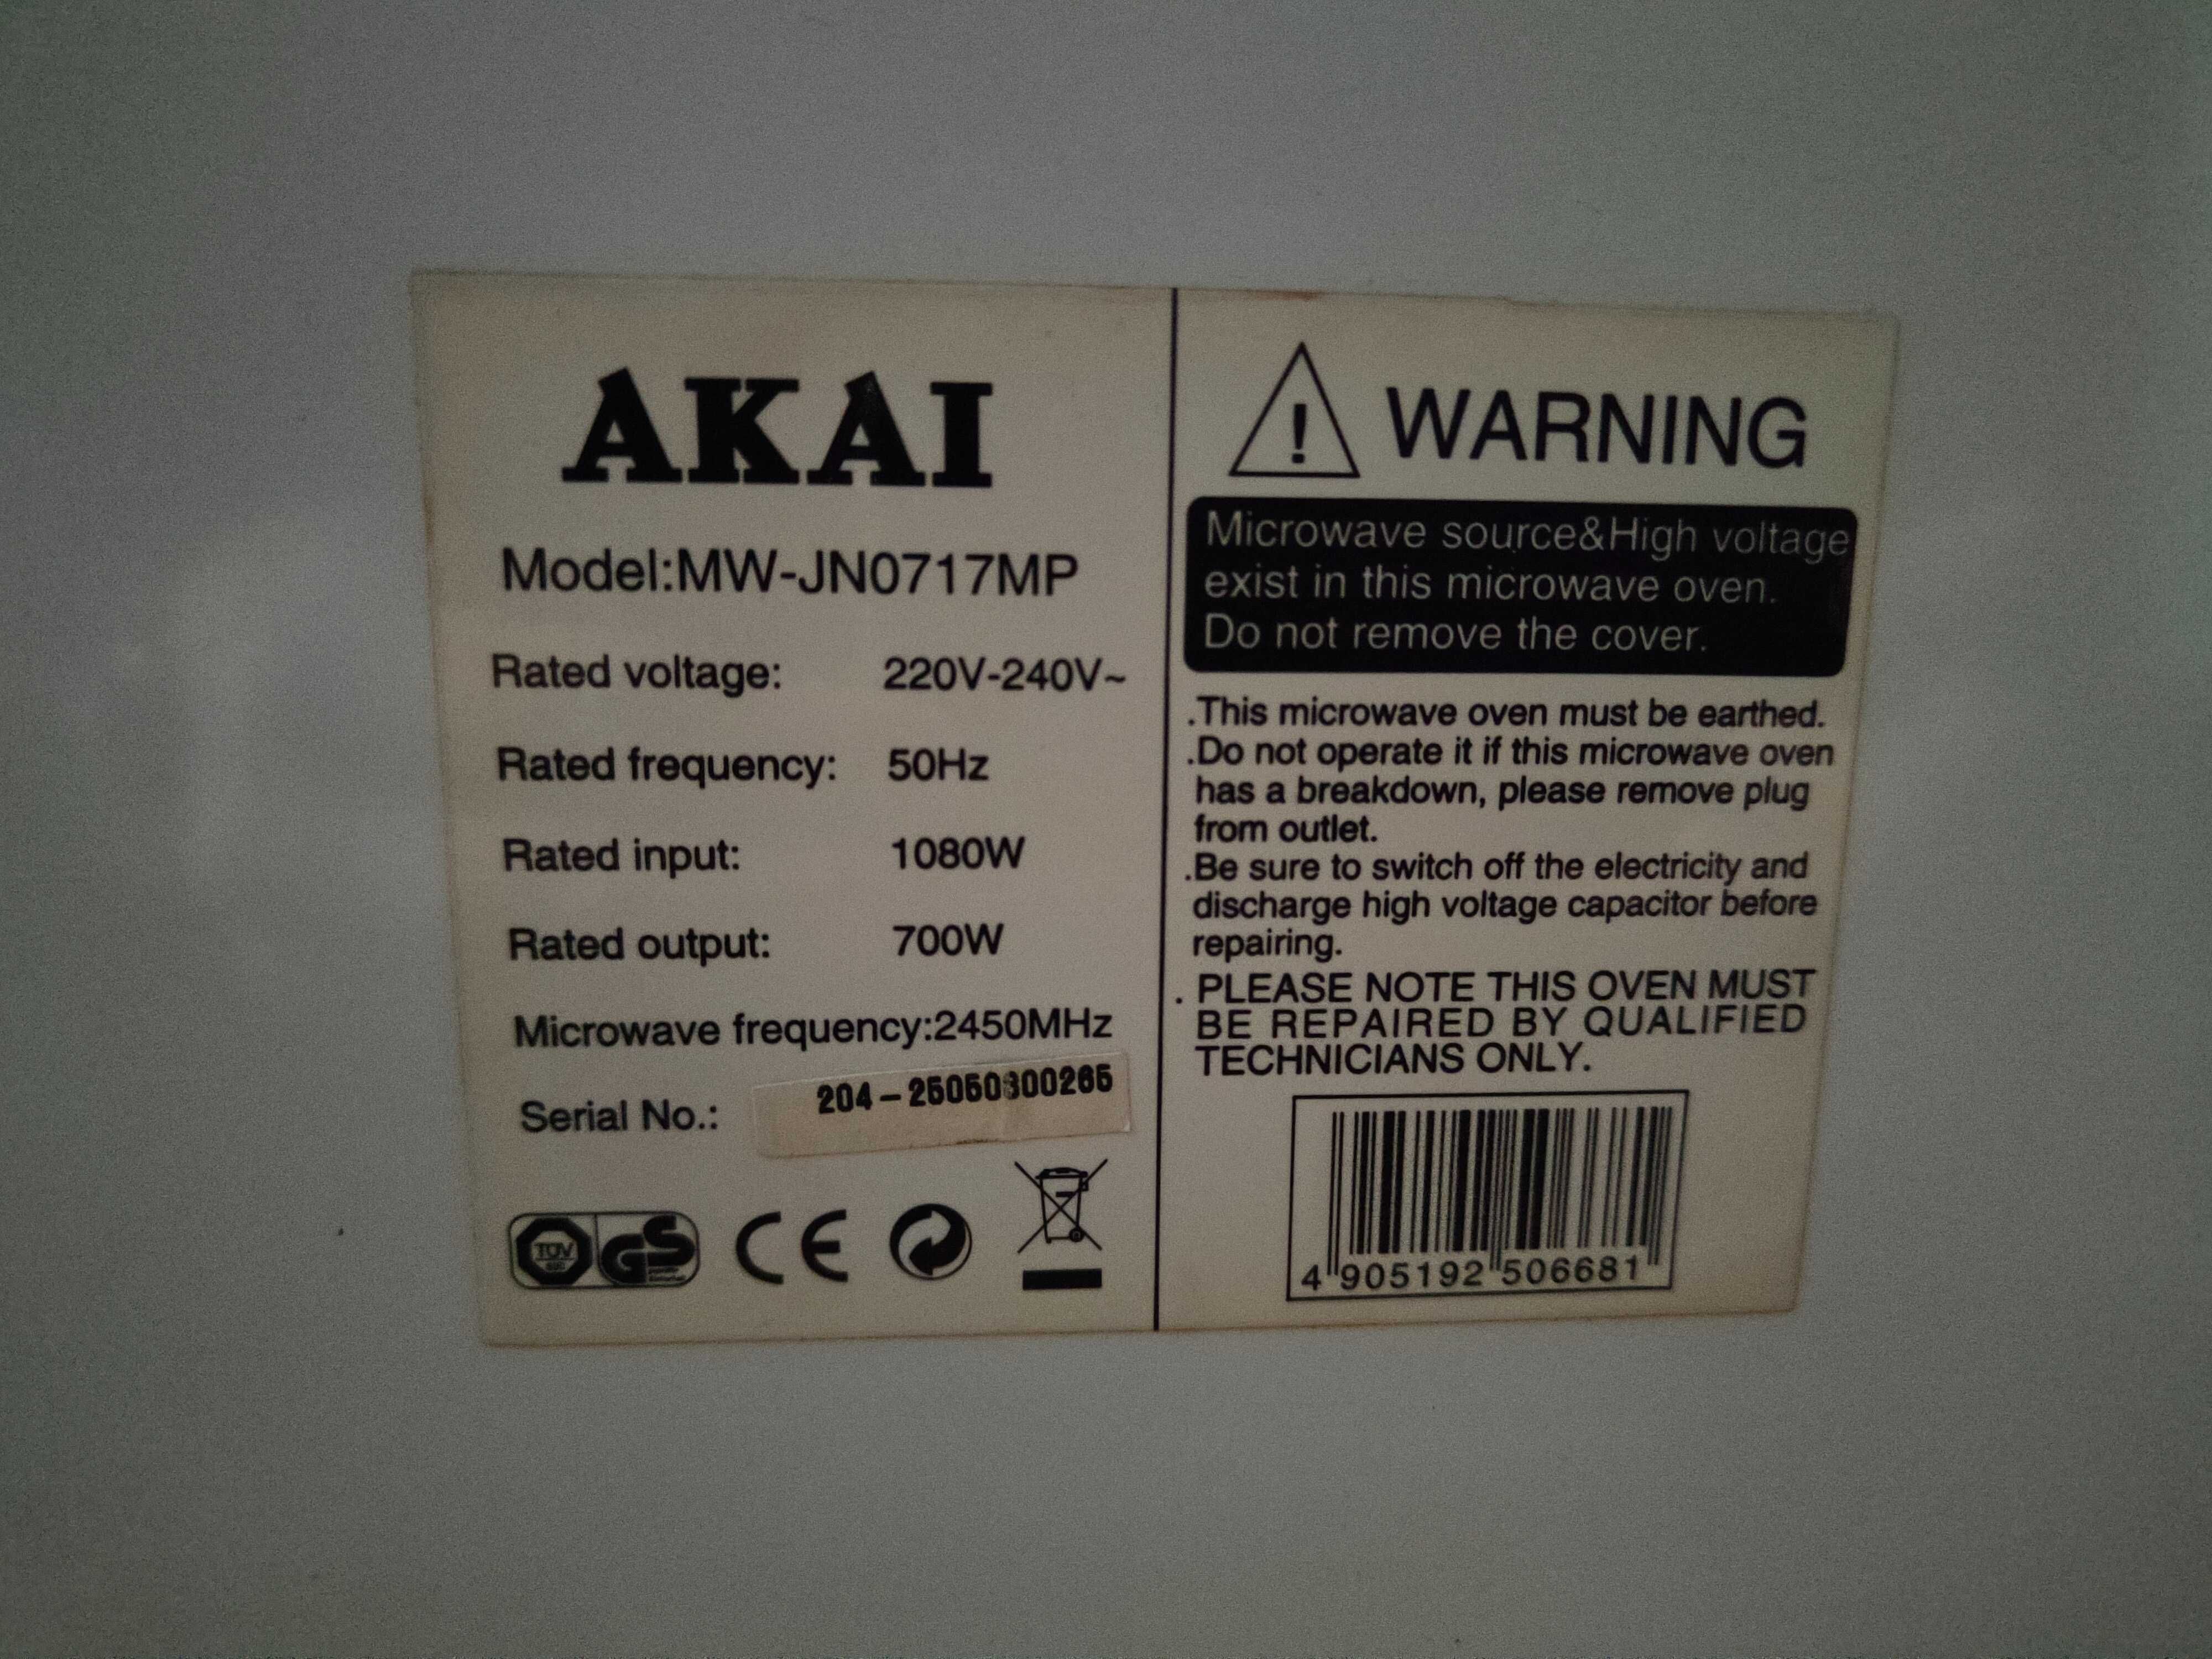 AKAI
Model:MW-JN0717MP
Rated voltage: 220V-240V~
Rated frequency: 50Hz
Rated input: 1080W
Rated output: 700W
Microwave frequency:2450MHz
Serial No.:
TÜV GS CE
WARNING
Microwave source&High voltage
exist in this microwave oven.
Do not remove the cover.
.This microwave oven must be earthed.
.Do not operate it if this microwave oven
has a breakdown, please remove plug
from outlet.
.Be sure to switch off the electricity and
discharge high voltage capacitor before
repairing.
. PLEASE NOTE THIS OVEN MUST
BE REPAIRED BY QUALIFIED
TECHNICIANS ONLY.
4 905192 506681